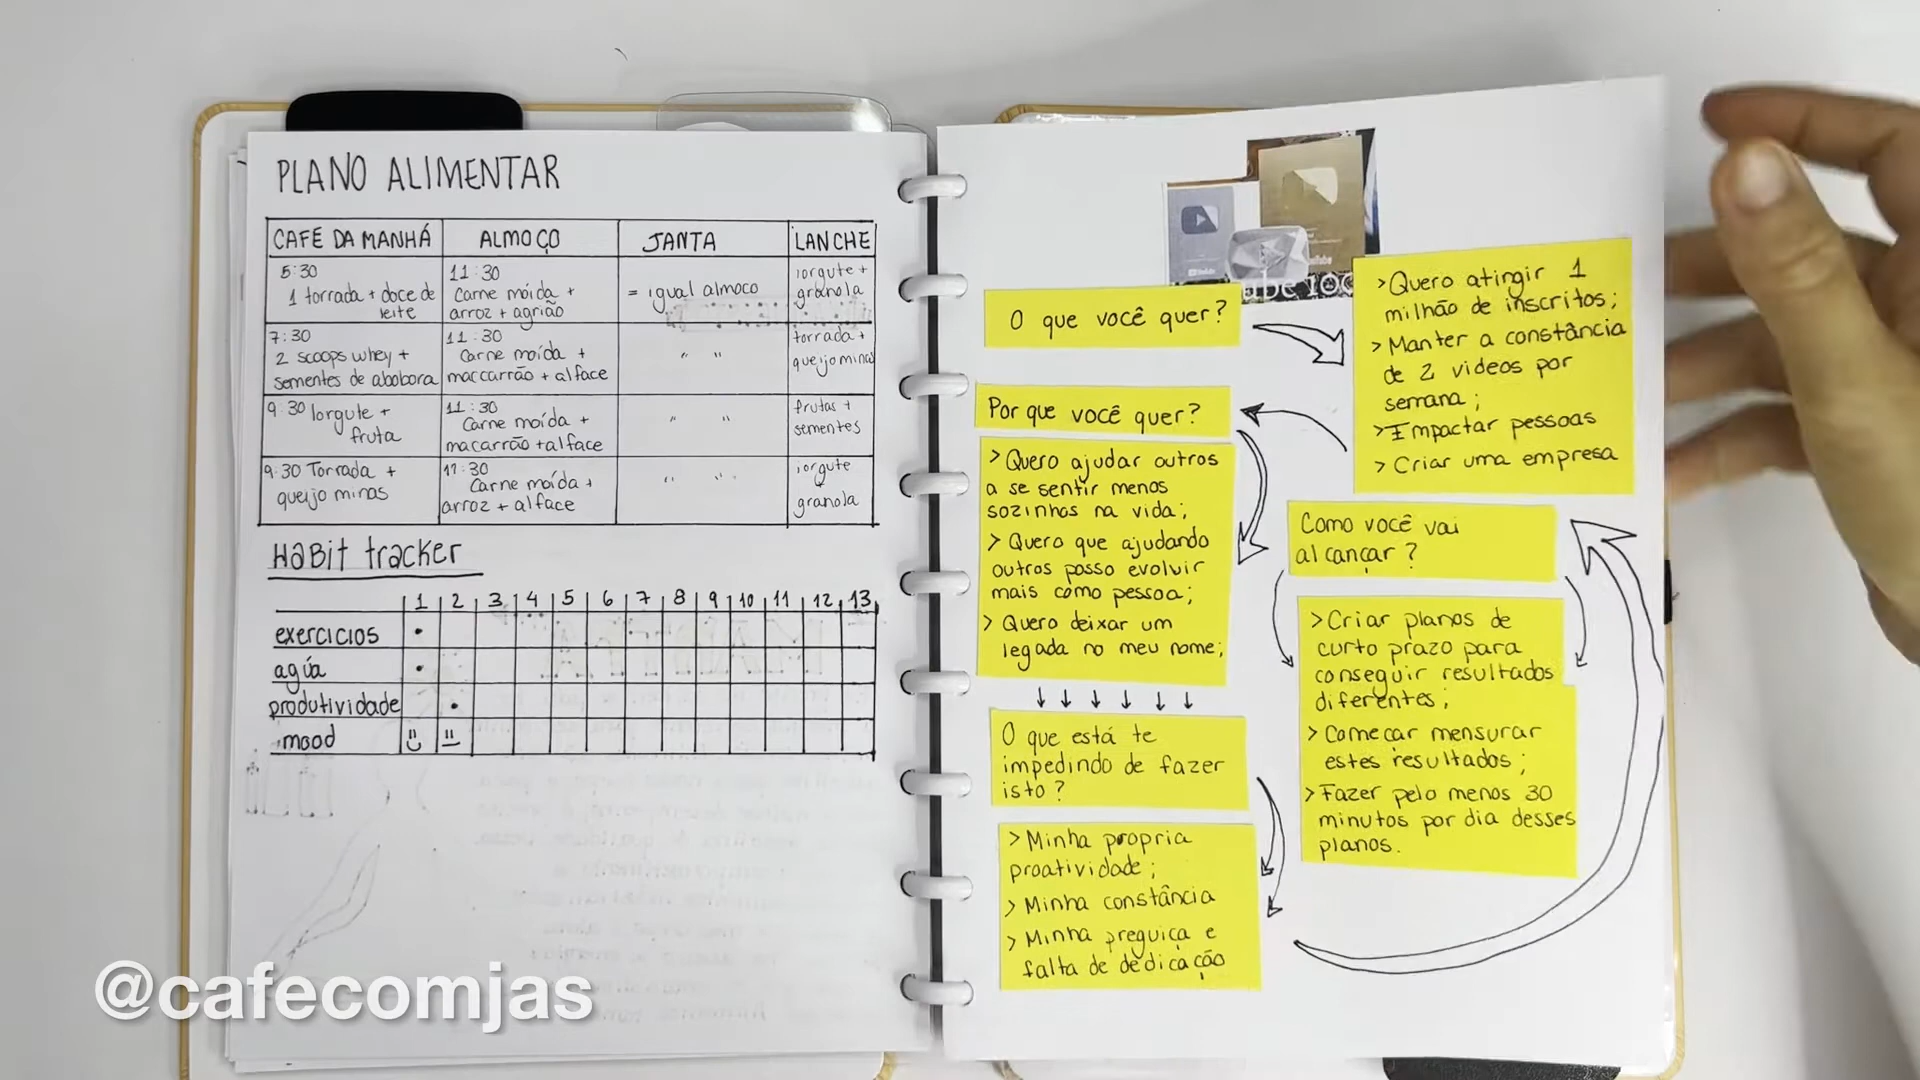 PLANO ALIMENTAR
CAFE DA MANHÁ
ALMOÇO
JANTA
LANCHE
5:30
1 torrada + doce de
leite
11:30
Carne móida +
arroz + agrião
= igual almoco
iorgute +
granola
7:30
2 scoops whey +
sementes de abobora
11:30
Carne moída +
maccarrão + alface
" "
torrada +
queijo minas
9:30 Iorgute +
fruta
11:30
Carne moída +
macarrão + alface
" "
frutas +
sementes
9:30 Torrada +
queijo minas
11:30
Carne moída +
arroz + alface
" "
iorgute
+
granola
Habit tracker
1 2 3 4 5 6 7 8 9 10 11 12 13
exercicios
agúa
produtividade
mood
O que você quer?
> Quero atingir 1
milhão de inscritos;
> Manter a constância
de 2 videos por
semana;
> Impactar pessoas
> Criar uma empresa
Por que você quer?
> Quero ajudar outros
a se sentir menos
sozinhos na vida;
> Quero que ajudando
outros posso evoluir
mais como pessoa;
> Quero deixar um
legada no meu nome;
O que está te
impedindo de fazer
isto?
> Minha propria
proatividade;
> Minha constância
> Minha preguiça e
falta de dedicação
Como você vai
alcançar?
> Criar planos de
curto prazo para
conseguir resultados
diferentes;
> Começar mensurar
estes resultados;
> Fazer pelo menos 30
minutos por dia desses
planos.
@cafecomjas